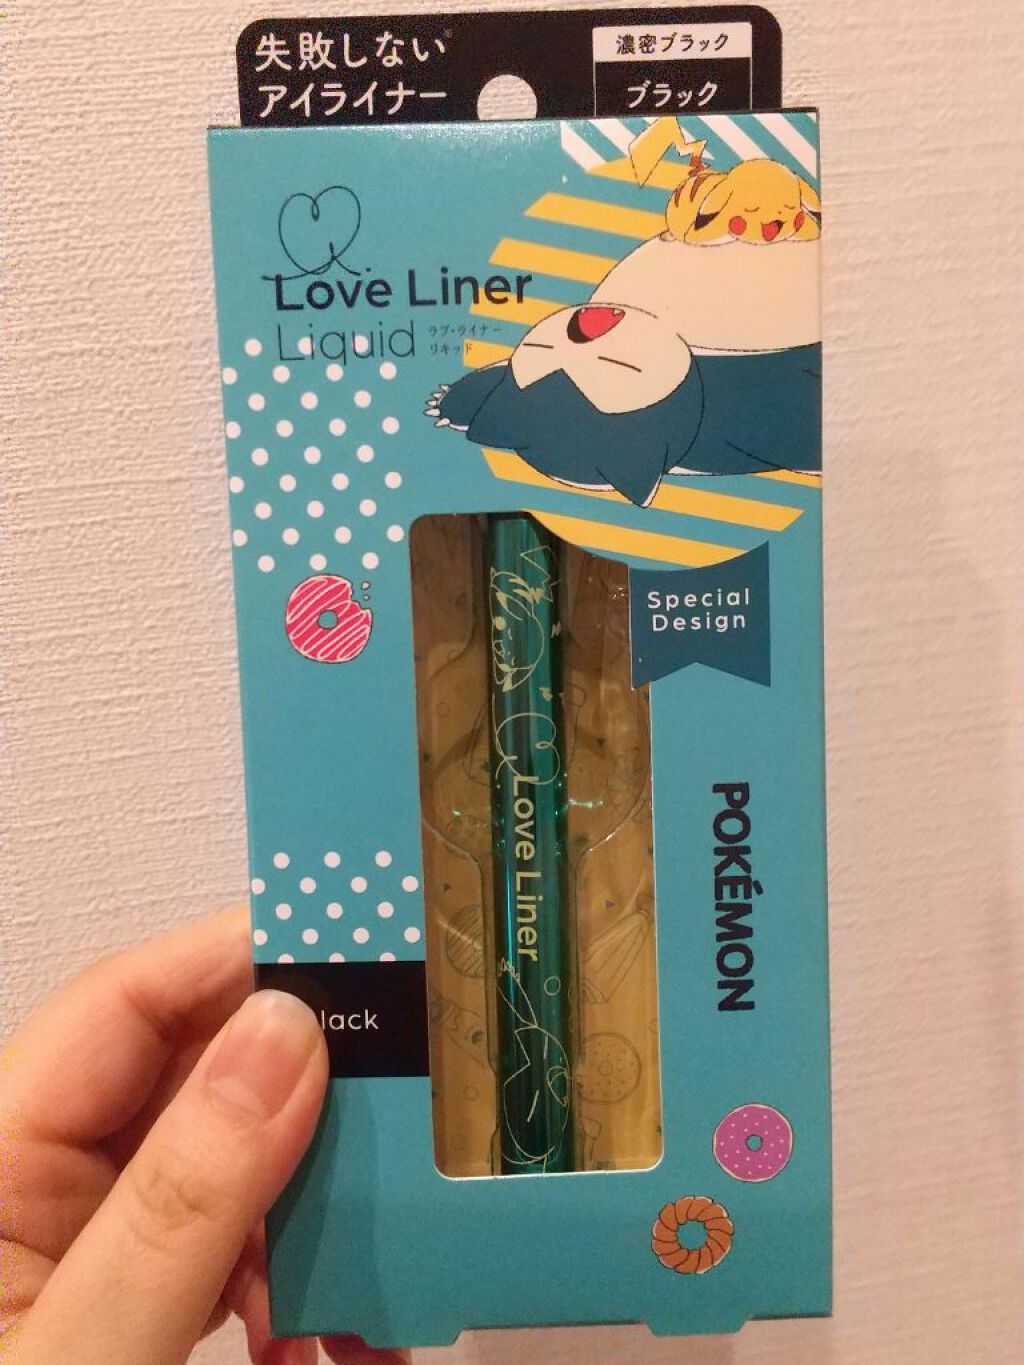 失敗しない®
アイライナー
濃密ブラック
ブラック
Love Liner
Liquid
ラブ・ライナー
リキッド
Special
Design
Love Liner
POKÉMON
lack